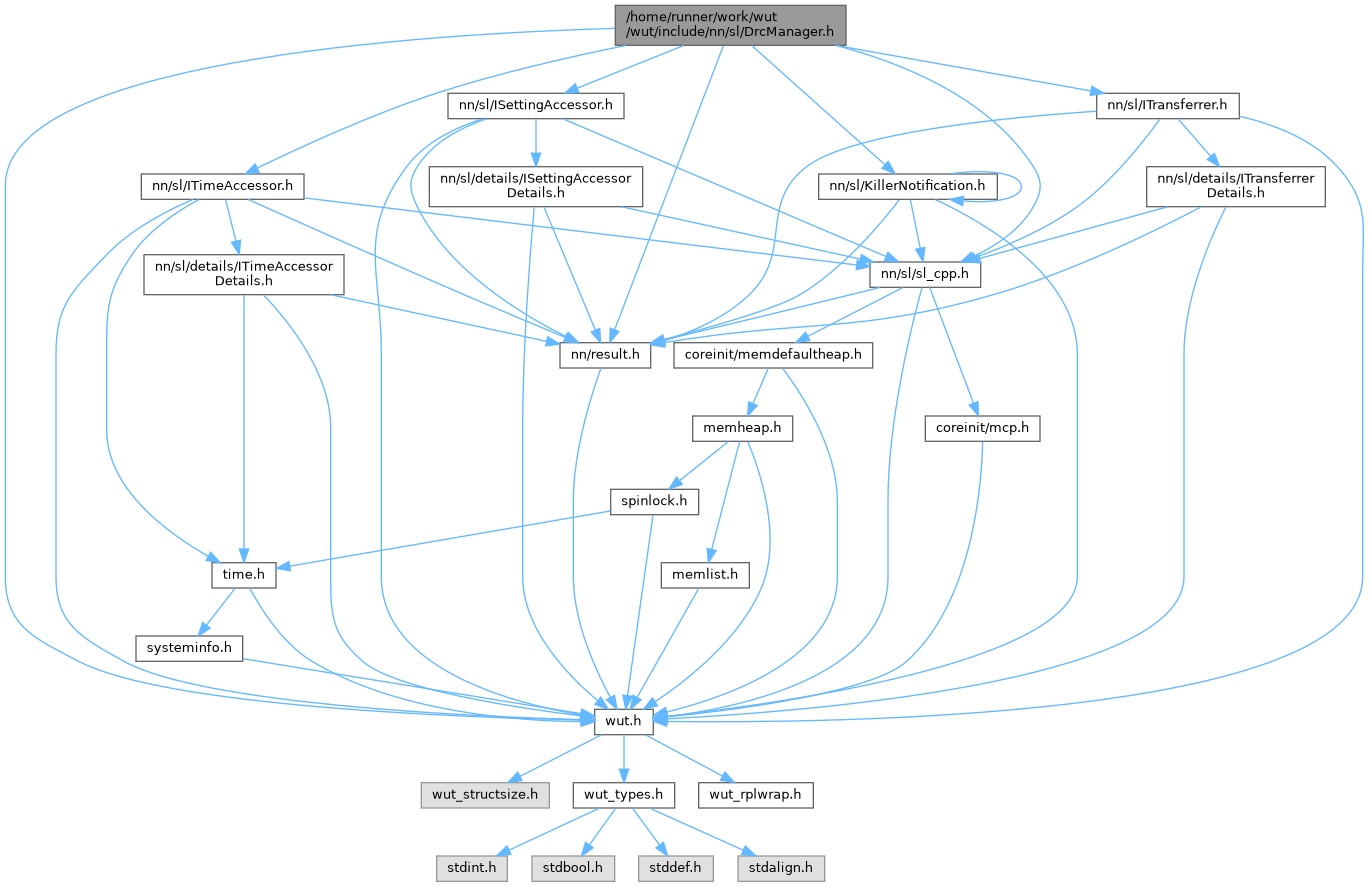 /home/runner/work/wut
/wut/include/nn/sl/DrcManager.h
nn/sl/ISettingAccessor.h
nn/sl/ITransferrer.h
nn/sl/ITimeAccessor.h
nn/sl/details/ISettingAccessor
Details.h
nn/sl/KillerNotification.h
nn/sl/details/ITransferrer
Details.h
nn/sl/details/ITimeAccessor
Details.h
nn/sl/sl_cpp.h
nn/result.h
coreinit/memdefaultheap.h
memheap.h
coreinit/mcp.h
spinlock.h
time.h
memlist.h
systeminfo.h
wut.h
wut_structsize.h
wut_types.h
wut_rplwrap.h
stdint.h
stdbool.h
stddef.h
stdalign.h